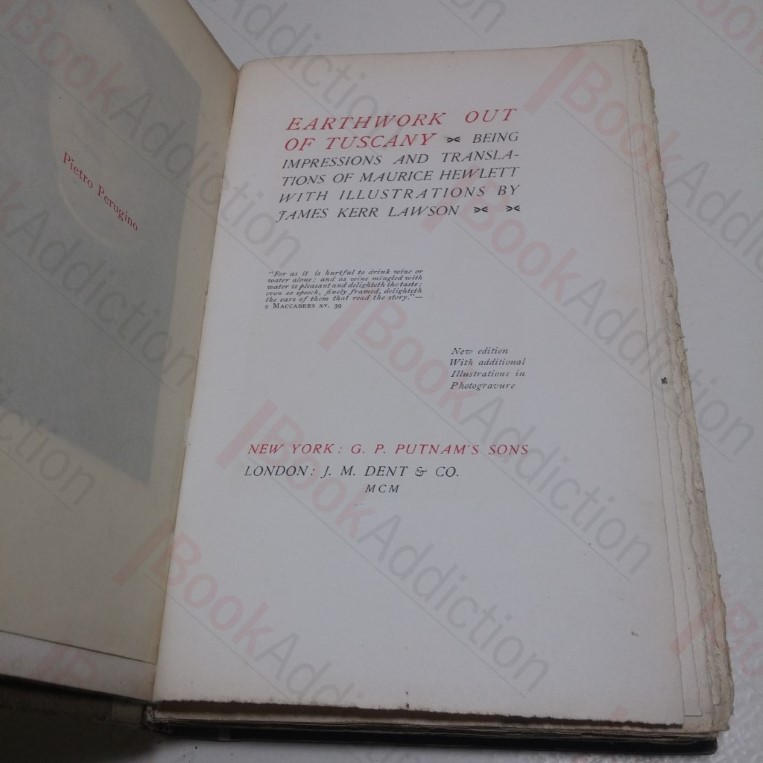 Pietro Perugino
EARTHWORK OUT
OF TUSCANY BEING
IMPRESSIONS AND TRANSLA-
TIONS OF MAURICE HEWLETT
WITH ILLUSTRATIONS BY
JAMES KERR LAWSON
"For as it is hurtful to drink wine or
water alone; and as wine mingled with
water is pleasant and delighteth the taste;
even so speech, finely framed, delighteth
the ears of them that read the story."—
2 MACCABEES XV. 39
New edition
With additional
Illustrations in
Photogravure
NEW YORK: G. P. PUTNAM'S SONS
LONDON: J. M. DENT & CO.
MCM
BookAddiction